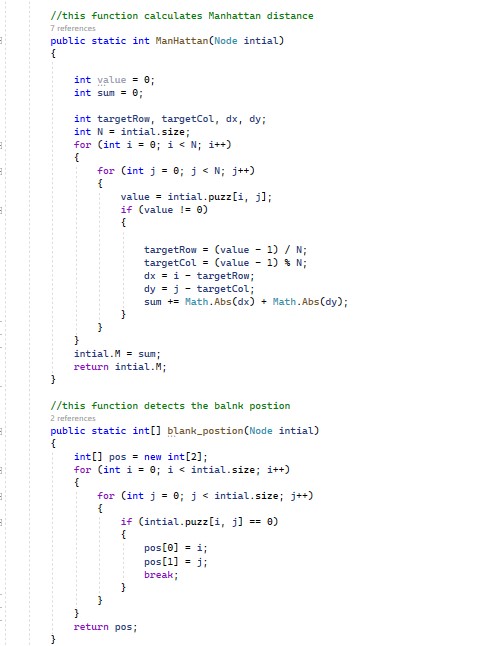 //this function calculates Manhattan distance
7 references
public static int ManHattan(Node intial)
{
int value = 0;
int sum = 0;
int targetRow, targetCol, dx, dy;
int N = intial.size;
for (int i = 0; i < N; i++)
{
for (int j = 0; j < N; j++)
{
value = intial.puzz[i, j];
if (value != 0)
{
targetRow = (value - 1) / N;
targetCol = (value - 1) % N;
dx = i - targetRow;
dy = j - targetCol;
sum += Math.Abs(dx) + Math.Abs(dy);
}
}
}
intial.M = sum;
return intial.M;
}
//this function detects the balnk postion
2 references
public static int[] blank_postion(Node intial)
{
int[] pos = new int[2];
for (int i = 0; i < intial.size; i++)
{
for (int j = 0; j < intial.size; j++)
{
if (intial.puzz[i, j] == 0)
{
pos[0] = i;
pos[1] = j;
break;
}
}
}
return pos;
}